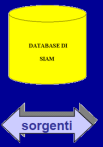 DATABASE DI
SIAM
sorgenti